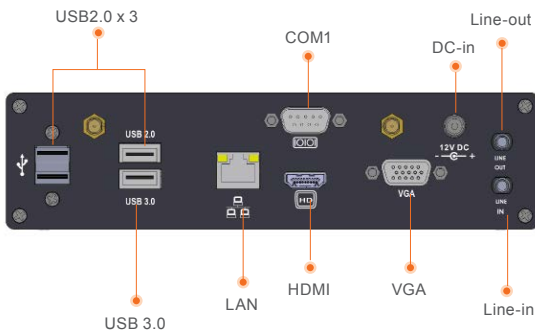 USB2.0 x 3
COM1
Line-out
DC-in
USB 2.0
USB 3.0
12V DC
- +
LINE
OUT
VGA
HD
LINE
IN
USB 3.0
LAN
HDMI
VGA
Line-in